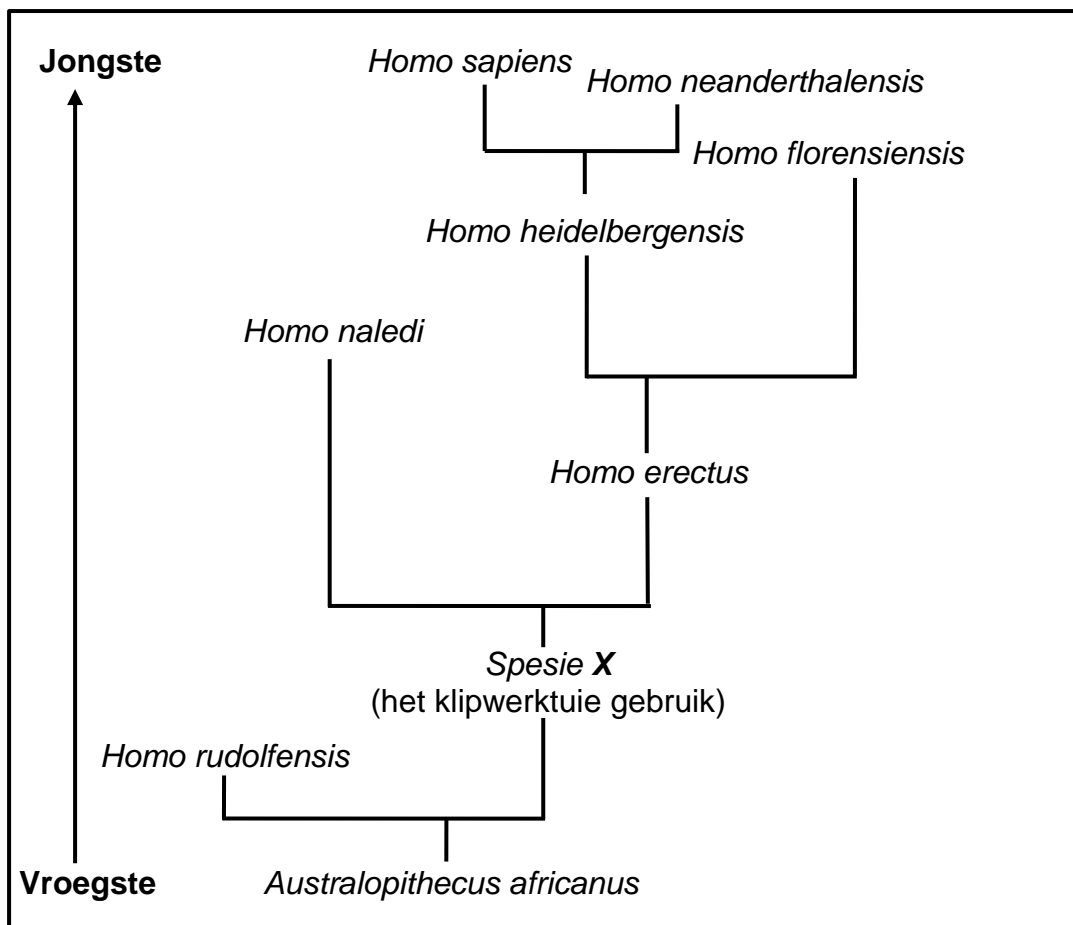 Jongste
Homo sapiens
Homo neanderthalensis
Homo florensiensis
Homo heidelbergensis
Homo naledi
Homo erectus
Spesie X
(het klipwerktuie gebruik)
Homo rudolfensis
Vroegste
Australopithecus africanus